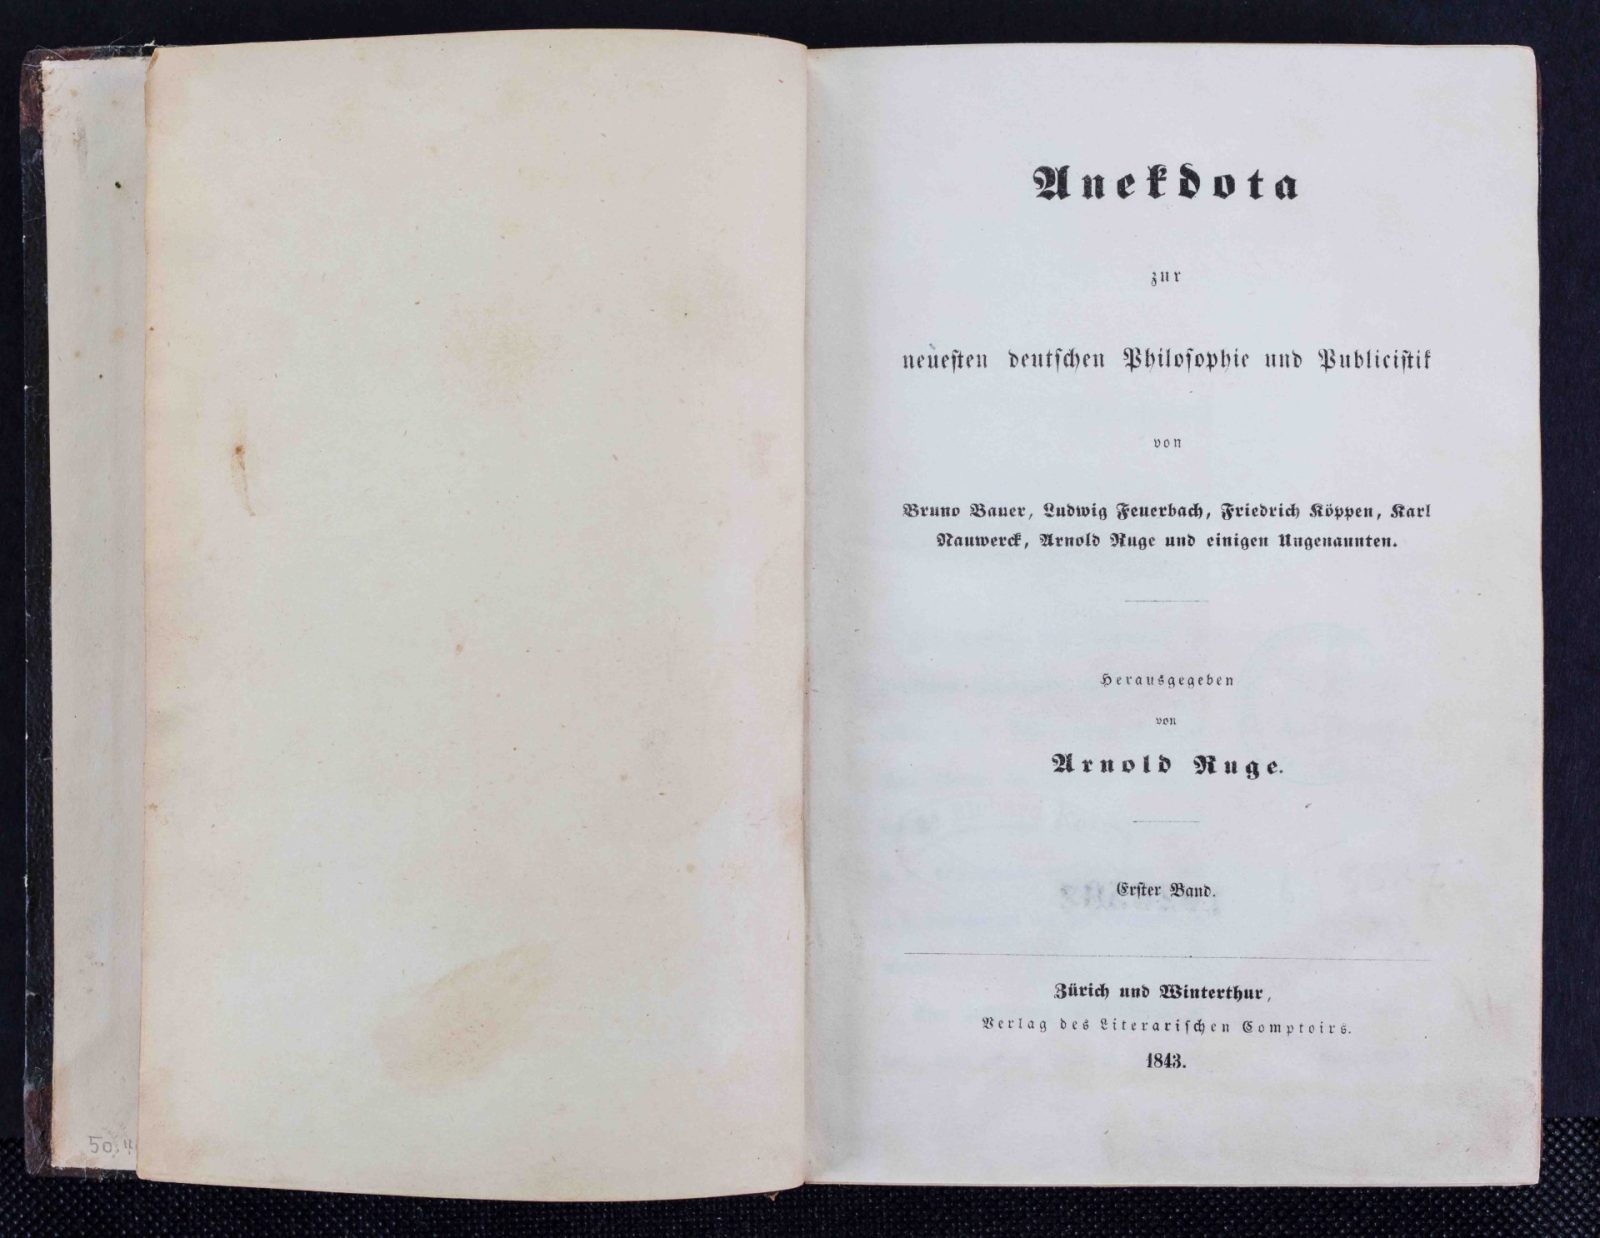 Anekdota
zur
neuesten deutschen Philosophie und Publicistik
von
Bruno Bauer, Ludwig Feuerbach, Friedrich Köppen, Karl
Nauwerck, Arnold Ruge und einigen Ungenannten.
Herausgegeben
von
Arnold Ruge.
Erster Band.
Zürich und Winterthur,
Verlag des Literarischen Comptoirs.
1843.